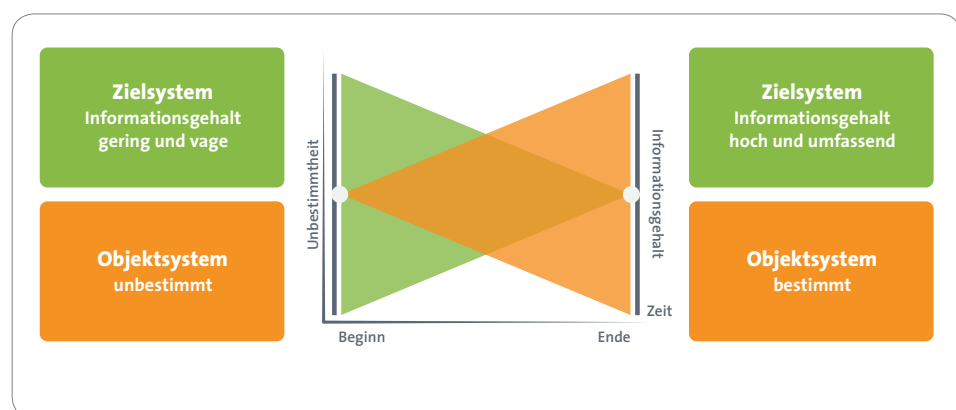 Zielsystem
Informationsgehalt
gering und vage
Objektsystem
unbestimmt
Unbestimmtheit
Informationsgehalt
Zeit
Beginn
Ende
Zielsystem
Informationsgehalt
hoch und umfassend
Objektsystem
bestimmt